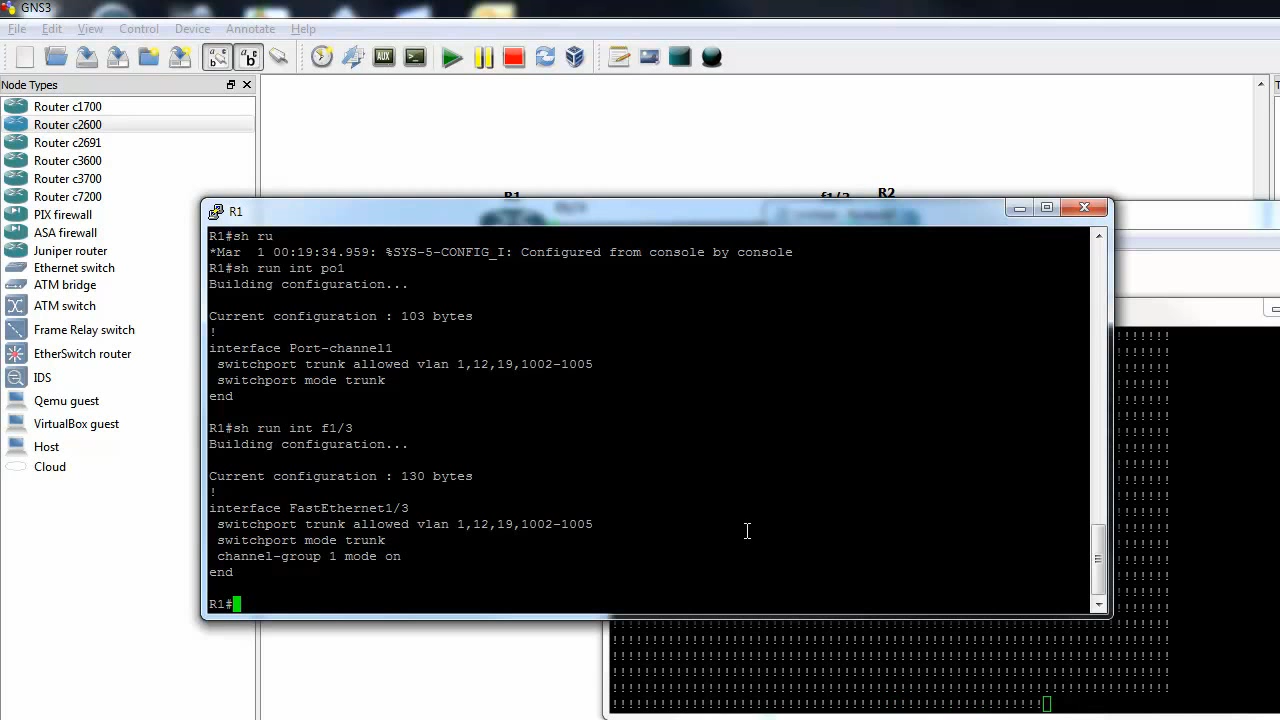 GNS3
File Edit View Control Device Annotate Help
Node Types
Router c1700
Router c2600
Router c2691
Router c3600
Router c3700
Router c7200
PIX firewall
ASA firewall
Juniper router
Ethernet switch
ATM bridge
ATM switch
Frame Relay switch
EtherSwitch router
IDS
Qemu guest
VirtualBox guest
Host
Cloud
R1
R2
R1
R1#sh ru
*Mar  1 00:19:34.959: %SYS-5-CONFIG_I: Configured from console by console
R1#sh run int po1
Building configuration...
Current configuration : 103 bytes
!
interface Port-channel1
switchport trunk allowed vlan 1,12,19,1002-1005
switchport mode trunk
end
R1#sh run int f1/3
Building configuration...
Current configuration : 130 bytes
!
interface FastEthernet1/3
switchport trunk allowed vlan 1,12,19,1002-1005
switchport mode trunk
channel-group 1 mode on
end
R1#